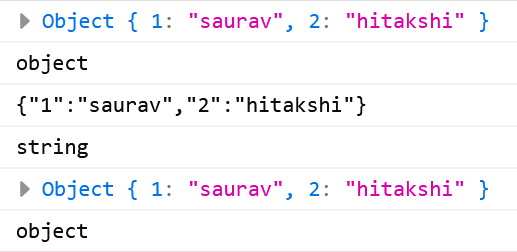 Object { 1: "saurav", 2: "hitakshi" }
object
{"1":"saurav","2":"hitakshi"}
string
Object { 1: "saurav", 2: "hitakshi" }
object